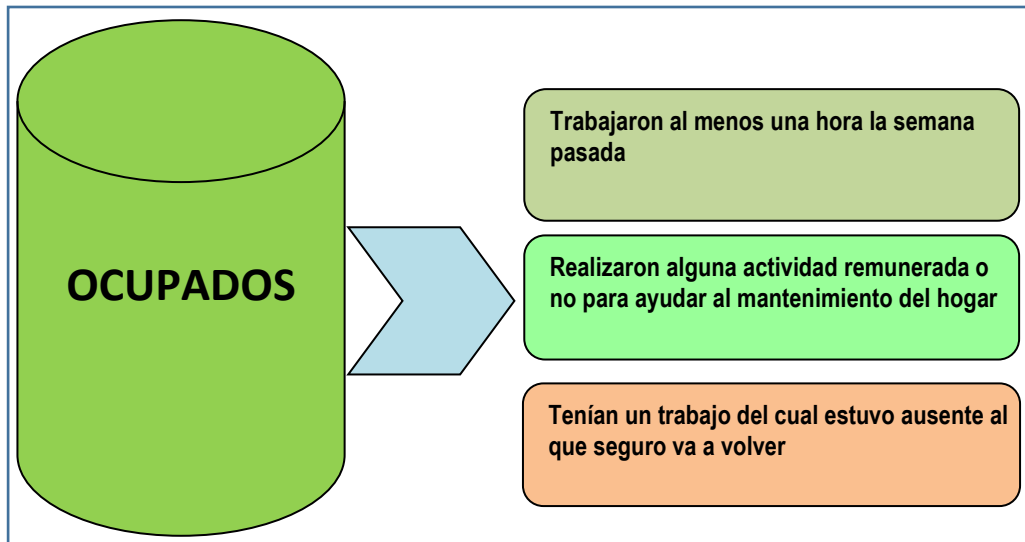 OCUPADOS
Trabajaron al menos una hora la semana
pasada
Realizaron alguna actividad remunerada o
no para ayudar al mantenimiento del hogar
Tenían un trabajo del cual estuvo ausente al
que seguro va a volver